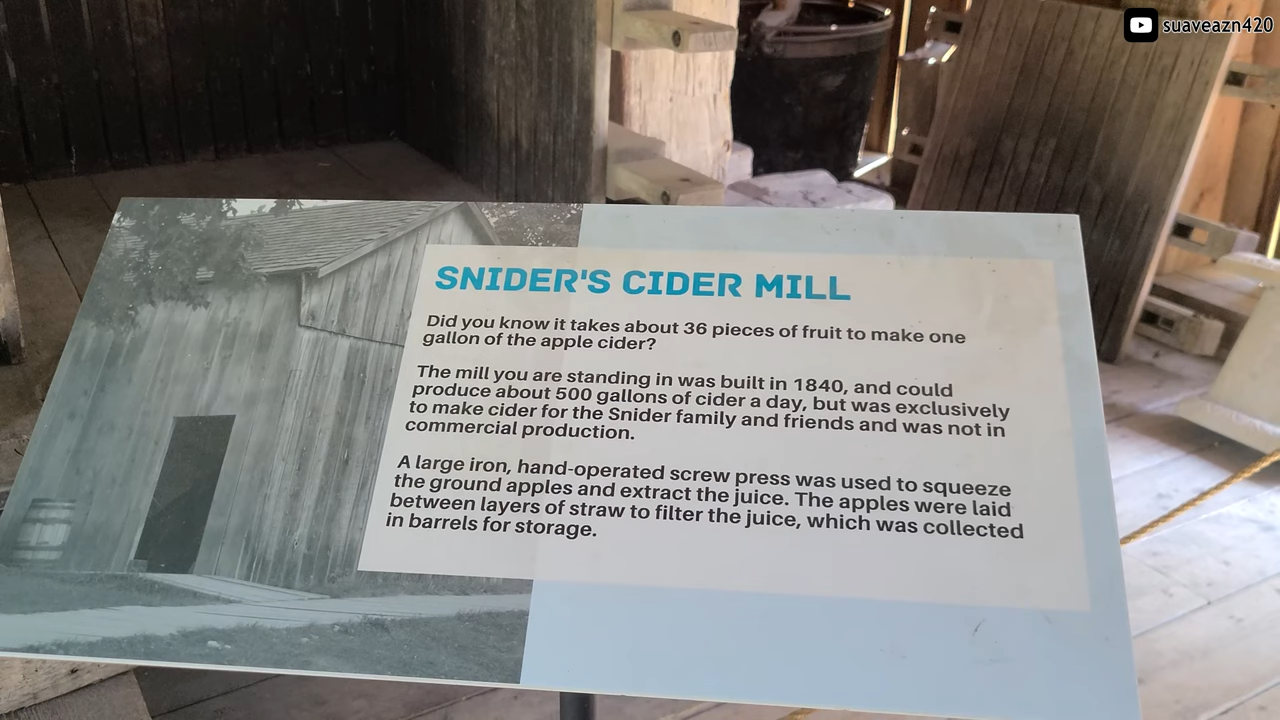 suaveazn420
SNIDER'S CIDER MILL
Did you know it takes about 36 pieces of fruit to make one
gallon of the apple cider?
The mill you are standing in was built in 1840, and could
produce about 500 gallons of cider a day, but was exclusively
to make cider for the Snider family and friends and was not in
commercial production.
A large iron, hand-operated screw press was used to squeeze
the ground apples and extract the juice. The apples were laid
between layers of straw to filter the juice, which was collected
in barrels for storage.